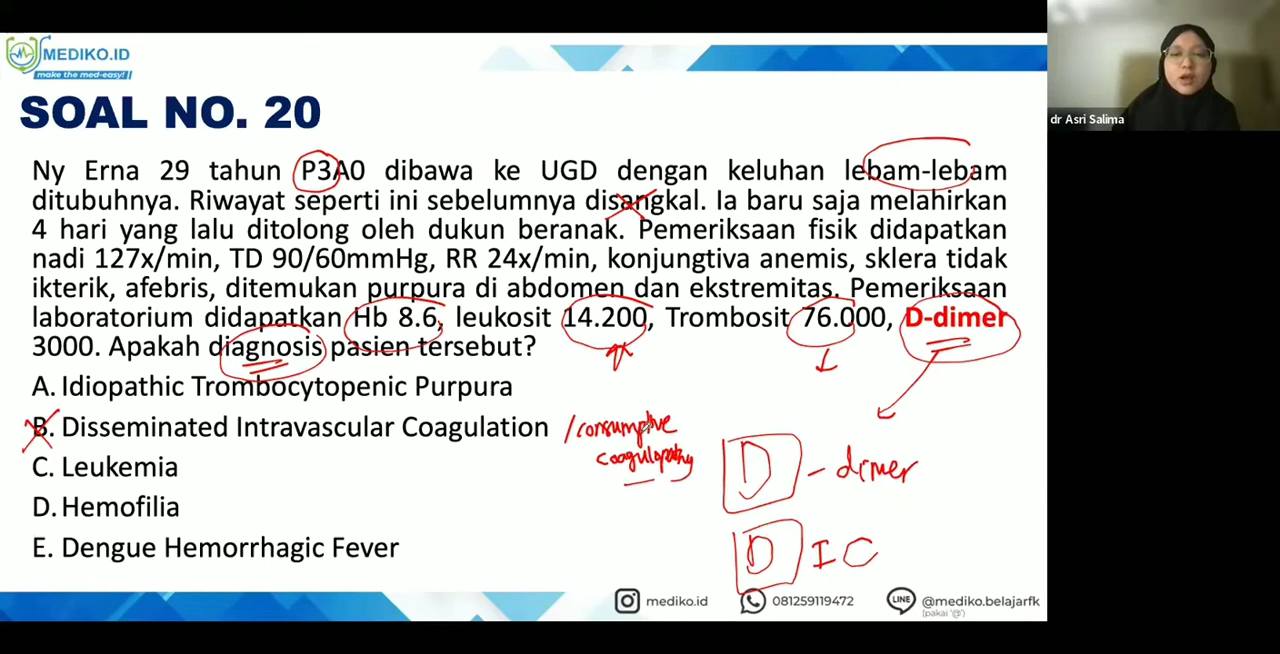 MEDIKO.ID
make the med-easy!
SOAL NO. 20
dr Asri Salima
Ny Erna 29 tahun P3A0 dibawa ke UGD dengan keluhan lebam-lebam
ditubuhnya. Riwayat seperti ini sebelumnya disangkal. Ia baru saja melahirkan
4 hari yang lalu ditolong oleh dukun beranak. Pemeriksaan fisik didapatkan
nadi 127x/min, TD 90/60mmHg, RR 24x/min, konjungtiva anemis, sklera tidak
ikterik, afebris, ditemukan purpura di abdomen dan ekstremitas. Pemeriksaan
laboratorium didapatkan Hb 8.6, leukosit 14.200, Trombosit 76.000, D-dimer
3000. Apakah diagnosis pasien tersebut?
A. Idiopathic Trombocytopenic Purpura
B. Disseminated Intravascular Coagulation /consumptive
coagulopathy
C. Leukemia
D-dimer
D. Hemofilia
E. Dengue Hemorrhagic Fever
DIC
mediko.id
081259119472
LINE
@mediko.belajarfk
(pakai '@')